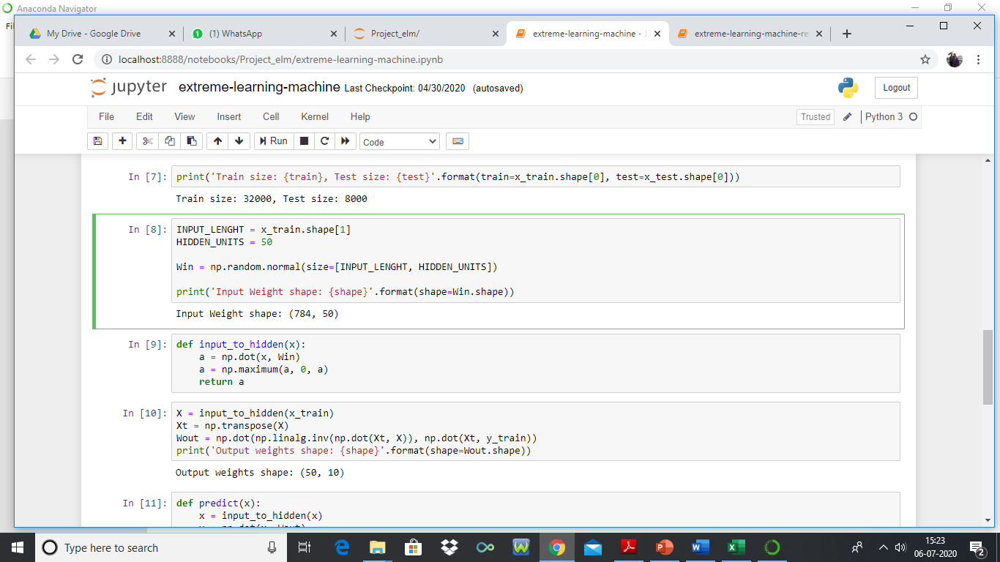 Anaconda Navigator
My Drive - Google Drive
(1) WhatsApp
Project_elm/
extreme-learning-machine - J
extreme-learning-machine-re
localhost:8888/notebooks/Project_elm/extreme-learning-machine.ipynb
jupyter extreme-learning-machine Last Checkpoint: 04/30/2020 (autosaved)
Logout
File Edit View Insert Cell Kernel Help
Trusted
Python 3
Run
Code
In [7]: print('Train size: {train}, Test size: {test}'.format(train=x_train.shape[0], test=x_test.shape[0]))
Train size: 32000, Test size: 8000
In [8]: INPUT_LENGHT = x_train.shape[1]
HIDDEN_UNITS = 50
Win = np.random.normal(size=[INPUT_LENGHT, HIDDEN_UNITS])
print('Input Weight shape: {shape}'.format(shape=Win.shape))
Input Weight shape: (784, 50)
In [9]: def input_to_hidden(x):
a = np.dot(x, Win)
a = np.maximum(a, 0, a)
return a
In [10]: X = input_to_hidden(x_train)
Xt = np.transpose(X)
Wout = np.dot(np.linalg.inv(np.dot(Xt, X)), np.dot(Xt, y_train))
print('Output weights shape: {shape}'.format(shape=Wout.shape))
Output weights shape: (50, 10)
In [11]: def predict(x):
x = input_to_hidden(x)
Type here to search
15:23
06-07-2020
2